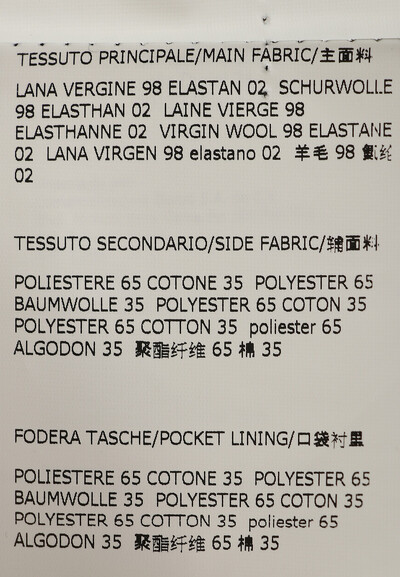 TESSUTO PRINCIPALE/MAIN FABRIC/主面料
LANA VERGINE 98 ELASTAN 02 SCHURWOLLE
98 ELASTHAN 02 LAINE VIERGE 98
ELASTHANNE 02 VIRGIN WOOL 98 ELASTANE
02 LANA VIRGEN 98 elastano 02 羊毛 98 氨纶
02
TESSUTO SECONDARIO/SIDE FABRIC/辅面料
POLIESTERE 65 COTONE 35 POLYESTER 65
BAUMWOLLE 35 POLYESTER 65 COTON 35
POLYESTER 65 COTTON 35 poliester 65
ALGODON 35 聚酯纤维 65 棉 35
FODERA TASCHE/POCKET LINING/口袋衬里
POLIESTERE 65 COTONE 35 POLYESTER 65
BAUMWOLLE 35 POLYESTER 65 COTON 35
POLYESTER 65 COTTON 35 poliester 65
ALGODON 35 聚酯纤维 65 棉 35